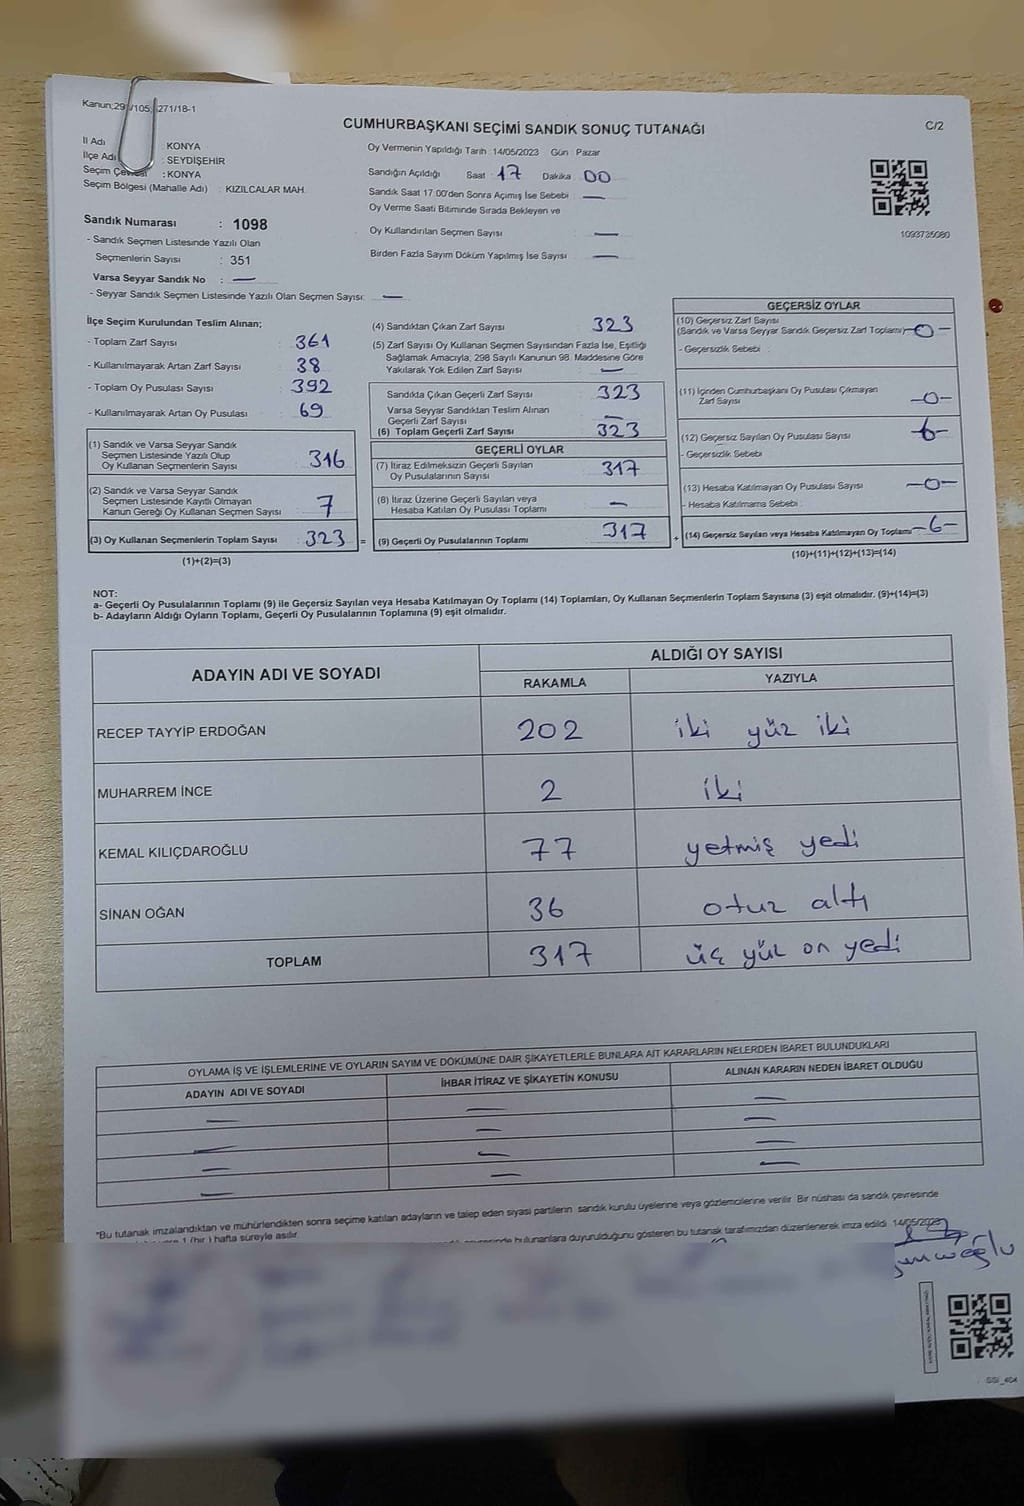 Kanun;29 /105, 271/18-1
CUMHURBAŞKANI SEÇİMİ SANDIK SONUÇ TUTANAĞI
C/2
İl Adı : KONYA
İlçe Adı : SEYDİŞEHİR
Seçim Çevresi : KONYA
Seçim Bölgesi (Mahalle Adı) : KIZILCALAR MAH.
Oy Vermenin Yapıldığı Tarih :14/05/2023 Gün : Pazar
Sandığın Açıldığı Saat : 17 Dakika : 00
Sandık Saat 17:00'den Sonra Açımış İse Sebebi : —
Oy Verme Saati Bitiminde Sırada Bekleyen ve
Oy Kullandırılan Seçmen Sayısı : —
Birden Fazla Sayım Döküm Yapılmış İse Sayısı : —
1093735080
Sandık Numarası : 1098
- Sandık Seçmen Listesinde Yazılı Olan
Seçmenlerin Sayısı : 351
Varsa Seyyar Sandık No : —
- Seyyar Sandık Seçmen Listesinde Yazılı Olan Seçmen Sayısı: —
İlçe Seçim Kurulundan Teslim Alınan;
- Toplam Zarf Sayısı : 361
- Kullanılmayarak Artan Zarf Sayısı : 38
- Toplam Oy Pusulası Sayısı : 392
- Kullanılmayarak Artan Oy Pusulası : 69
(1) Sandık ve Varsa Seyyar Sandık
Seçmen Listesinde Yazılı Olup
Oy Kullanan Seçmenlerin Sayısı : 316
(2) Sandık ve Varsa Seyyar Sandık
Seçmen Listesinde Kayıtlı Olmayan
Kanun Gereği Oy Kullanan Seçmen Sayısı : 7
(3) Oy Kullanan Seçmenlerin Toplam Sayısı : 323 =
(1)+(2)=(3)
(4) Sandıktan Çıkan Zarf Sayısı : 323
(5) Zarf Sayısı Oy Kullanan Seçmen Sayısından Fazla İse, Eşitliği
Sağlamak Amacıyla, 298 Sayılı Kanunun 98. Maddesine Göre
Yakılarak Yok Edilen Zarf Sayısı : —
Sandıkta Çıkan Geçerli Zarf Sayısı : 323
Varsa Seyyar Sandıktan Teslim Alınan
Geçerli Zarf Sayısı : —
(6) Toplam Geçerli Zarf Sayısı : 323
GEÇERLİ OYLAR
(7) İtiraz Edilmeksizin Geçerli Sayılan
Oy Pusulalarının Sayısı : 317
(8) İtiraz Üzerine Geçerli Sayılan veya
Hesaba Katılan Oy Pusulası Toplamı : —
(9) Geçerli Oy Pusulalarının Toplamı : 317 +
GEÇERSİZ OYLAR
(10) Geçersiz Zarf Sayısı
(Sandık ve Varsa Seyyar Sandık Geçersiz Zarf Toplamı) —0—
- Geçersizlik Sebebi :
(11) İçinden Cumhurbaşkanı Oy Pusulası Çıkmayan
Zarf Sayısı —0—
(12) Geçersiz Sayılan Oy Pusulası Sayısı 6—
- Geçersizlik Sebebi
(13) Hesaba Katılmayan Oy Pusulası Sayısı —0—
- Hesaba Katılmama Sebebi :
(14) Geçersiz Sayılan veya Hesaba Katılmayan Oy Toplamı —6—
(10)+(11)+(12)+(13)=(14)
NOT:
a- Geçerli Oy Pusulalarının Toplamı (9) ile Geçersiz Sayılan veya Hesaba Katılmayan Oy Toplamı (14) Toplamları, Oy Kullanan Seçmenlerin Toplam Sayısına (3) eşit olmalıdır. (9)+(14)=(3)
b- Adayların Aldığı Oyların Toplamı, Geçerli Oy Pusulalarının Toplamına (9) eşit olmalıdır.
ADAYIN ADI VE SOYADI ALDIĞI OY SAYISI
RAKAMLA YAZIYLA
RECEP TAYYİP ERDOĞAN 202 iki yüz iki
MUHARREM İNCE 2 iki
KEMAL KILIÇDAROĞLU 77 yetmiş yedi
SİNAN OĞAN 36 otuz altı
TOPLAM 317 üç yüz on yedi
OYLAMA İŞ VE İŞLEMLERİNE VE OYLARIN SAYIM VE DÖKÜMÜNE DAİR ŞİKAYETLERLE BUNLARA AİT KARARLARIN NELERDEN İBARET BULUNDUKLARI
ADAYIN ADI VE SOYADI İHBAR İTİRAZ VE ŞİKAYETİN KONUSU ALINAN KARARIN NEDEN İBARET OLDUĞU
— — —
— — —
— — —
— — —
*Bu tutanak imzalandıktan ve mühürlendikten sonra seçime katılan adayların ve talep eden siyasi partilerin sandık kurulu üyelerine veya gözlemcilerine verilir. Bir nüshası da sandık çevresinde
1 (bir ) hafta süreyle asılır. bulunanlara duyurulduğunu gösteren bu tutanak tarafımızdan düzenlenerek imza edildi. 14/05/2023
SSI_404